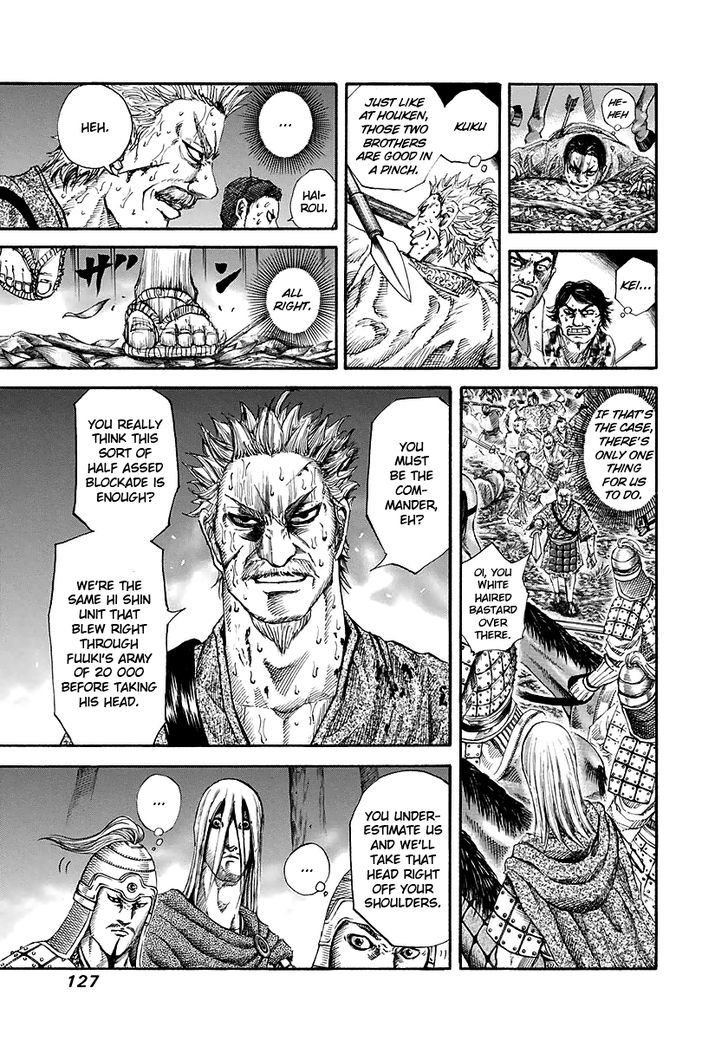 HE-
HEH
KEI...
KUKU
JUST LIKE
AT HOUKEN,
THOSE TWO
BROTHERS
ARE GOOD IN
A PINCH.
...
HAI-
ROU.
HEH.
ALL
RIGHT.
ザッ
IF THAT'S
THE CASE,
THERE'S
ONLY ONE
THING
FOR US
TO DO.
OI, YOU
WHITE
HAIRED
BASTARD
OVER
THERE.
YOU
MUST BE
THE
COM-
MANDER,
EH?
YOU REALLY
THINK THIS
SORT OF
HALF ASSED
BLOCKADE IS
ENOUGH?
WE'RE THE
SAME HI SHIN
UNIT THAT
BLEW RIGHT
THROUGH
FUUKI'S ARMY
OF 20 000
BEFORE TAKING
HIS HEAD.
YOU UNDER-
ESTIMATE US
AND WE'LL
TAKE THAT
HEAD RIGHT
OFF YOUR
SHOULDERS.
...
...
127